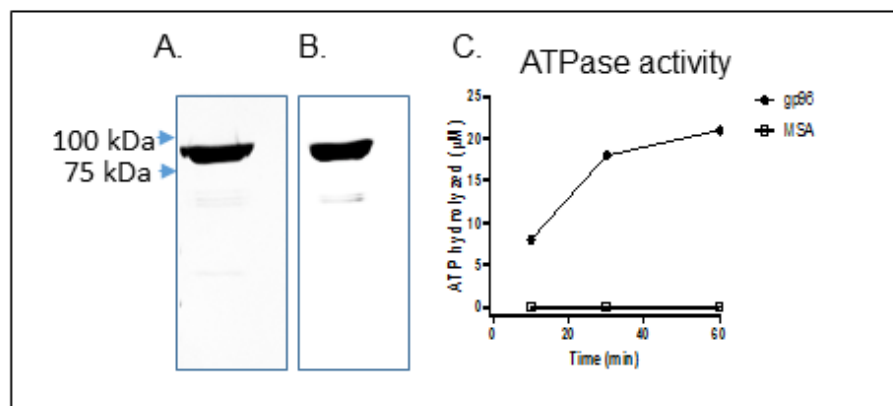 A.
B.
C.
ATPase activity
100 kDa
75 kDa
ATP hydrolyzed (µM)
25
20
15
10
5
0
0
20
40
60
Time (min)
gp96
MSA